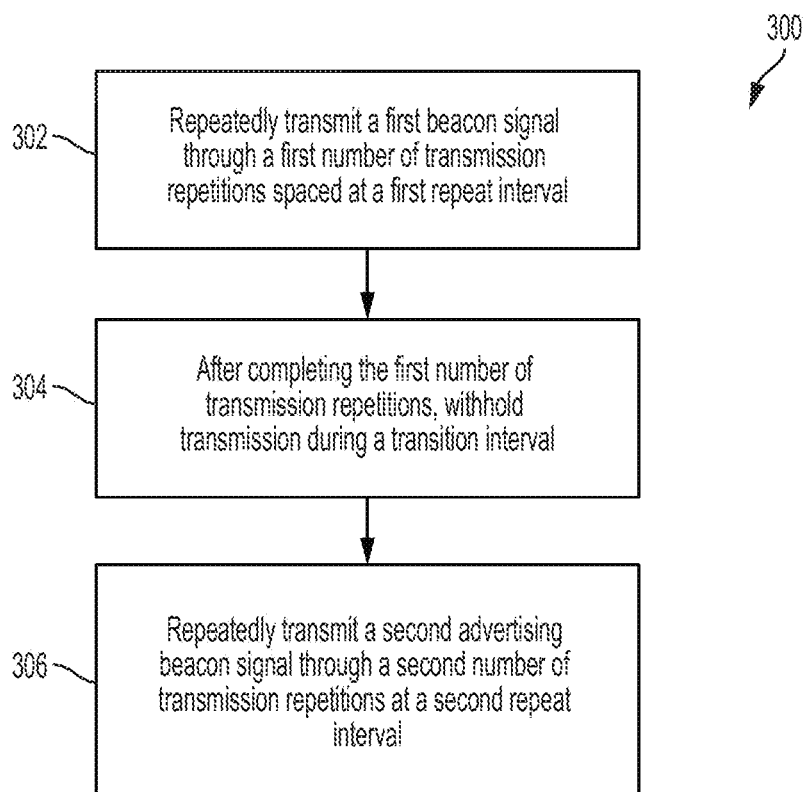 300
302
Repeatedly transmit a first beacon signal
through a first number of transmission
repetitions spaced at a first repeat interval
304
After completing the first number of
transmission repetitions, withhold
transmission during a transition interval
306
Repeatedly transmit a second advertising
beacon signal through a second number of
transmission repetitions at a second repeat
interval